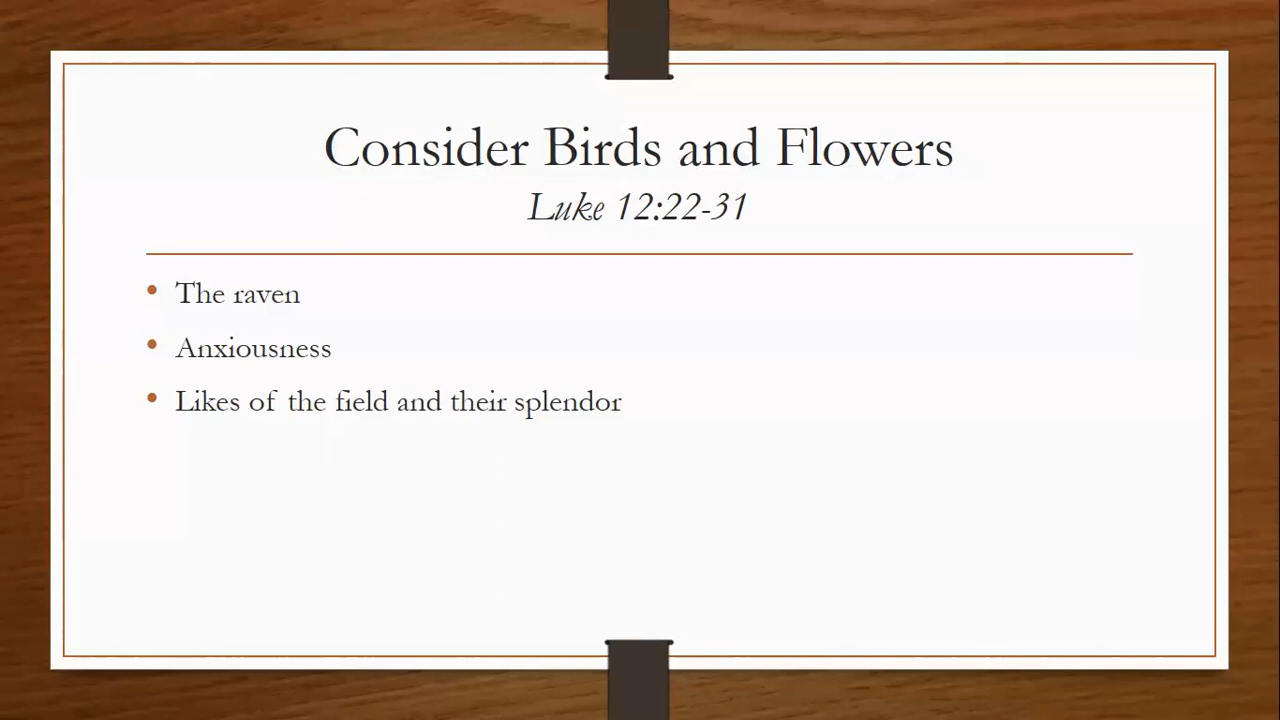 Consider Birds and Flowers
Luke 12:22-31
• The raven
• Anxiousness
• Likes of the field and their splendor